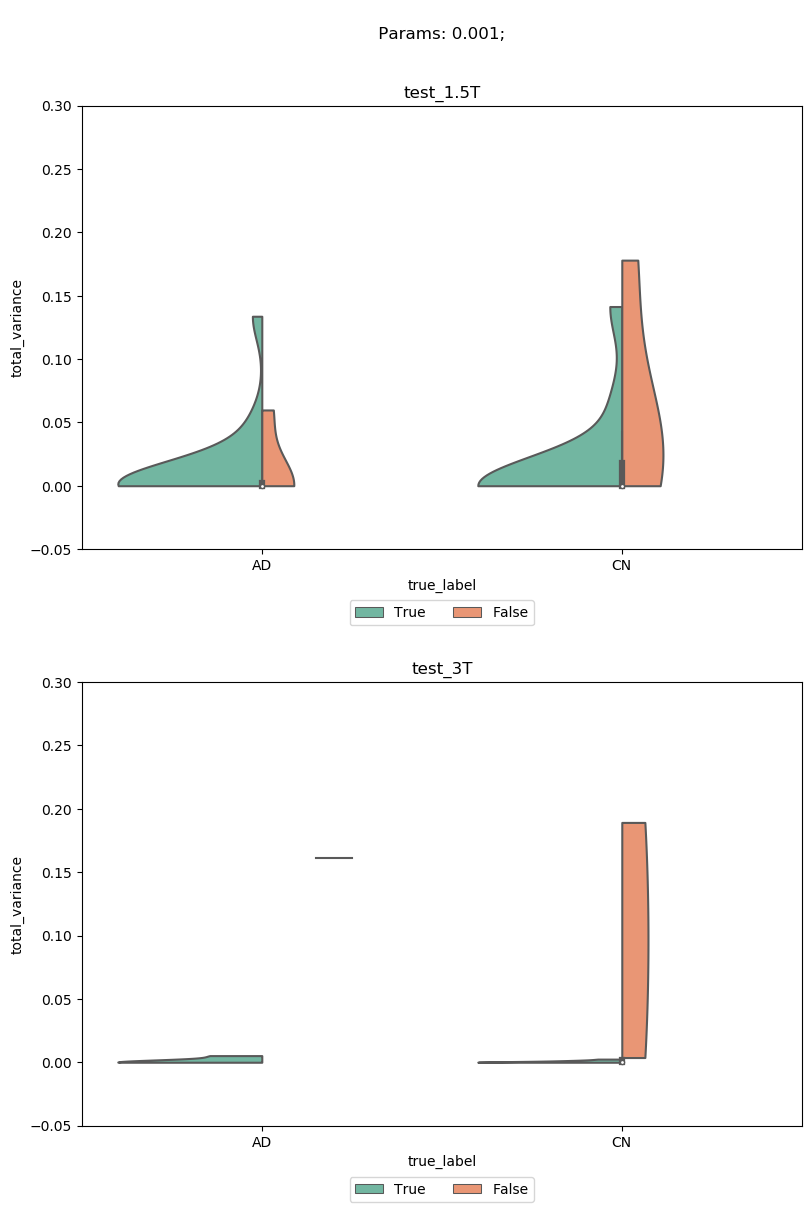 Params: 0.001;
test_1.5T
0.30
0.25
0.20
0.15
0.10
0.05
0.00
−0.05
total_variance
AD CN
true_label
True False
test_3T
0.30
0.25
0.20
0.15
0.10
0.05
0.00
−0.05
total_variance
AD CN
true_label
True False